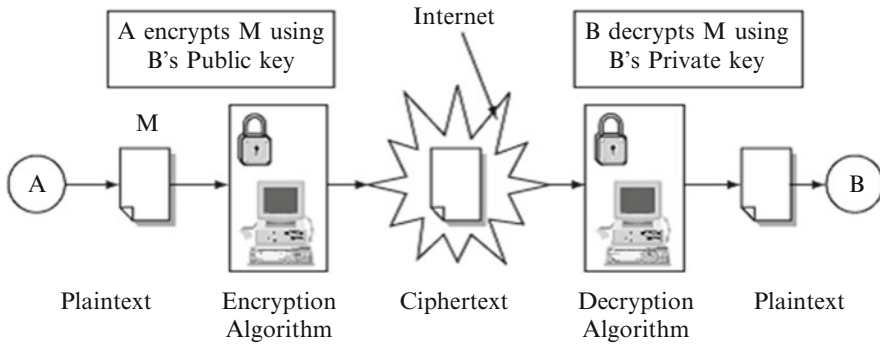 Internet
A encrypts M using
B's Public key
B decrypts M using
B's Private key
M
A
B
Plaintext
Encryption
Algorithm
Ciphertext
Decryption
Algorithm
Plaintext